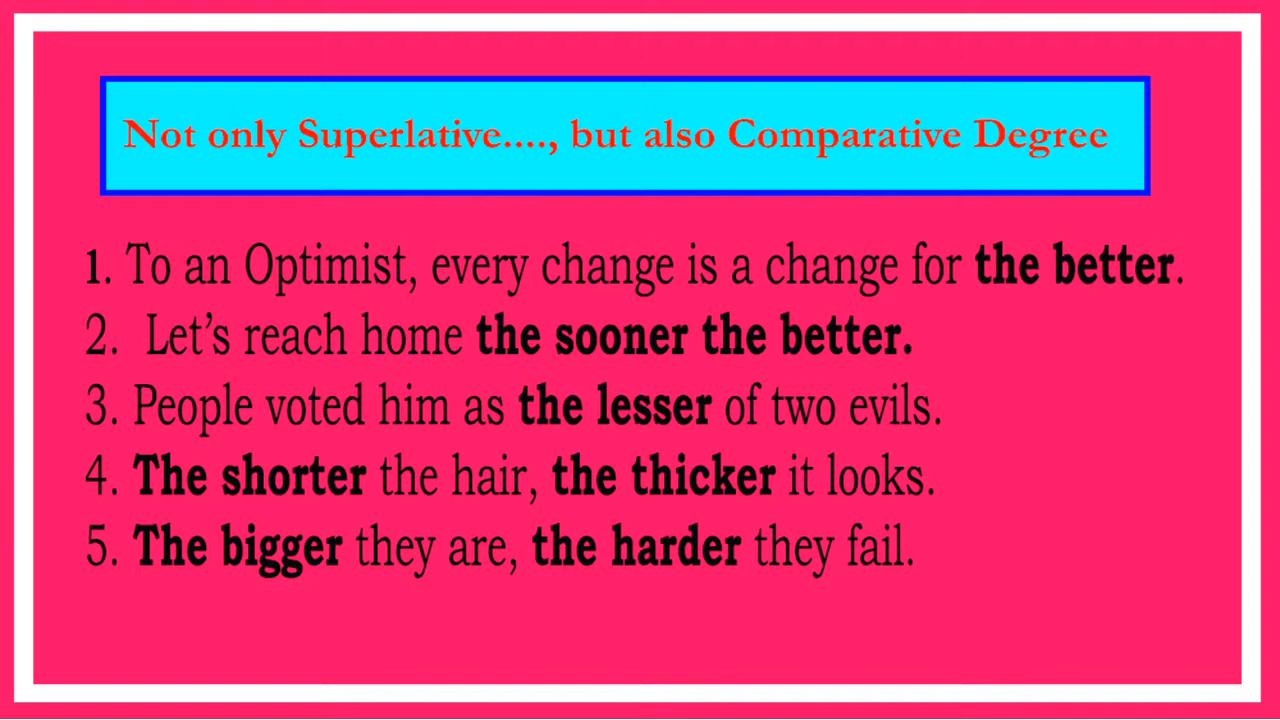 Not only Superlative...., but also Comparative Degree
1. To an Optimist, every change is a change for the better.
2. Let’s reach home the sooner the better.
3. People voted him as the lesser of two evils.
4. The shorter the hair, the thicker it looks.
5. The bigger they are, the harder they fail.